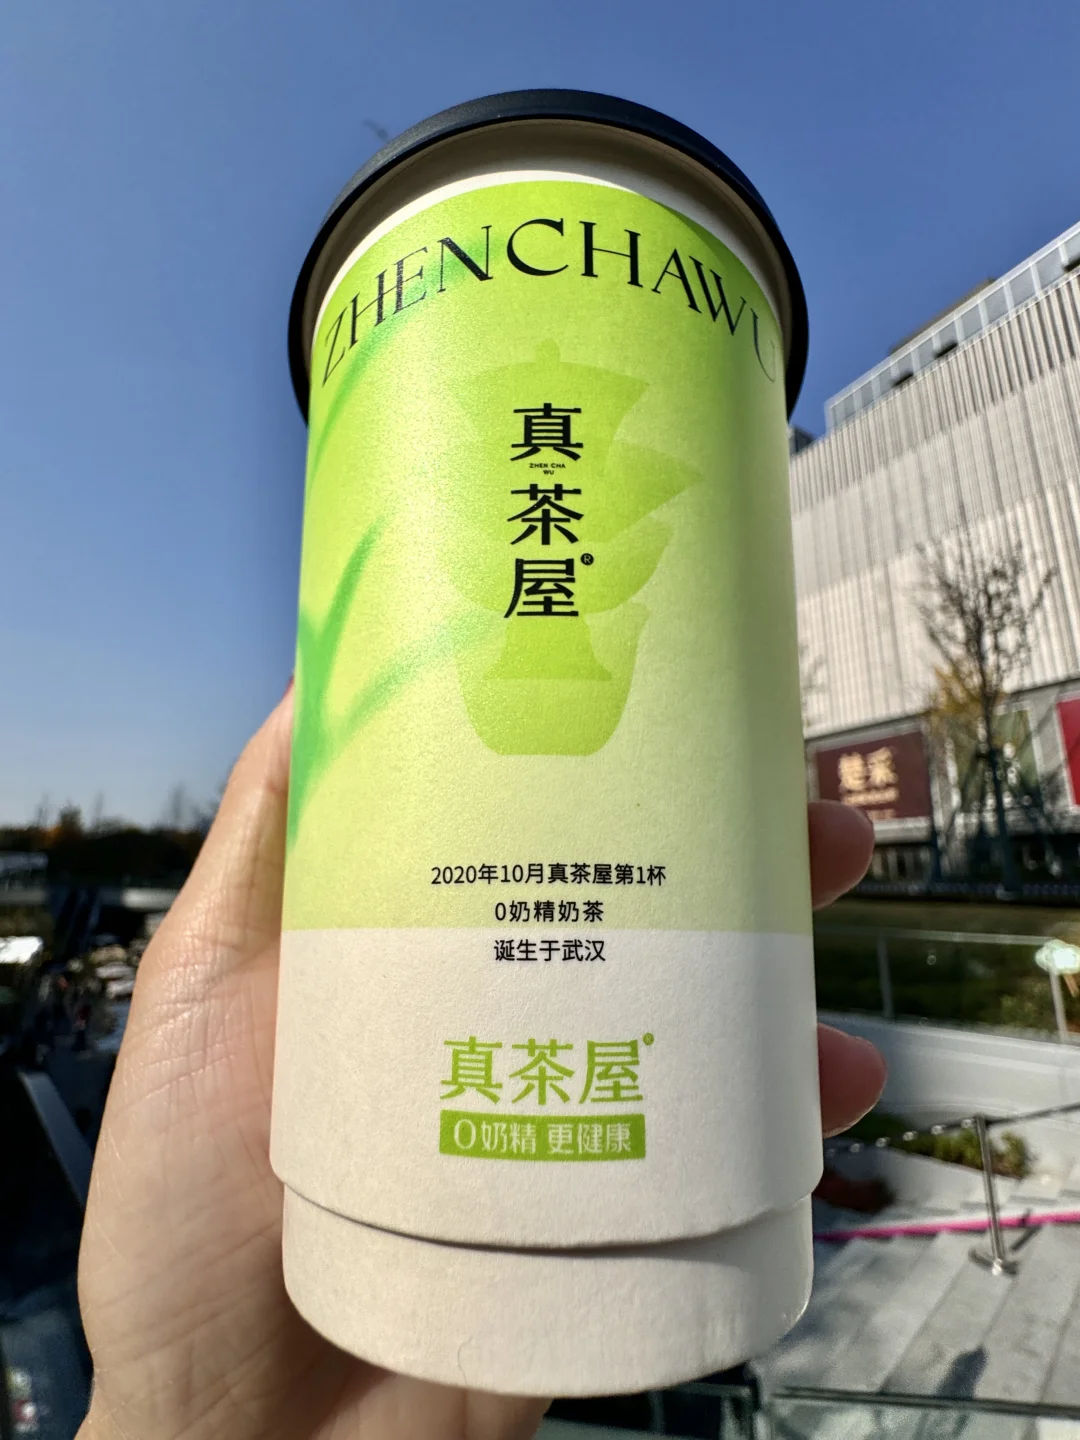 ZHENCHAWU
真
ZHEN CHA
WU
茶
屋®
2020年10月真茶屋第1杯
0奶精奶茶
诞生于武汉
真茶屋®
0奶精 更健康
楚采